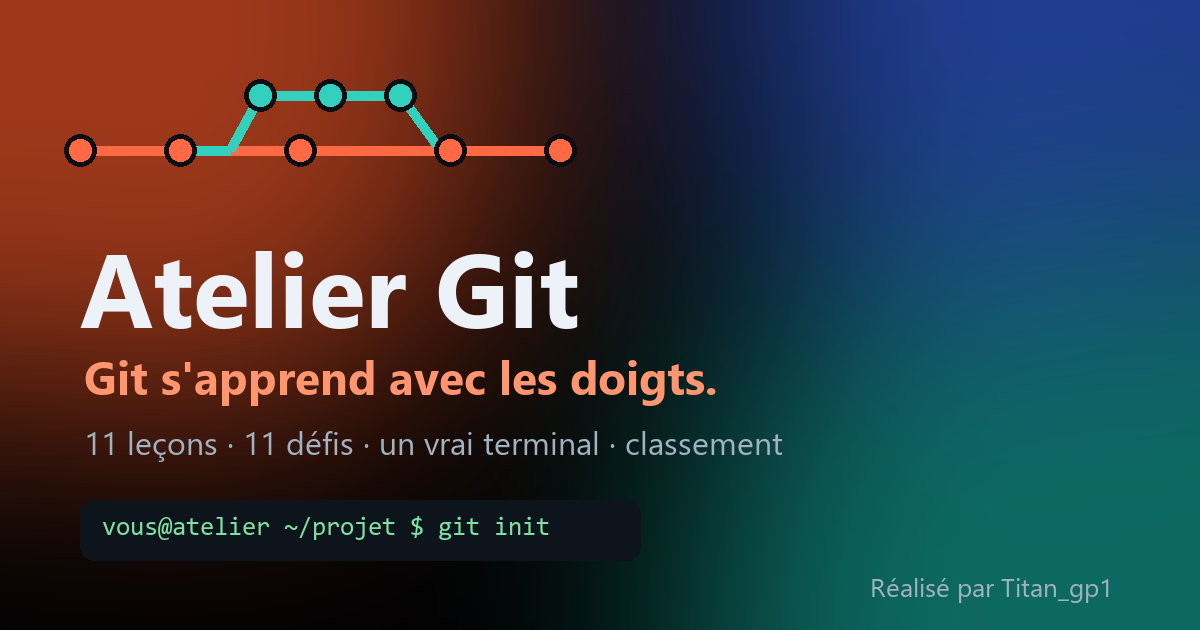 Atelier Git
Git s'apprend avec les doigts.
11 leçons · 11 défis · un vrai terminal · classement
vous@atelier ~/projet $ git init
Réalisé par Titan_gp1